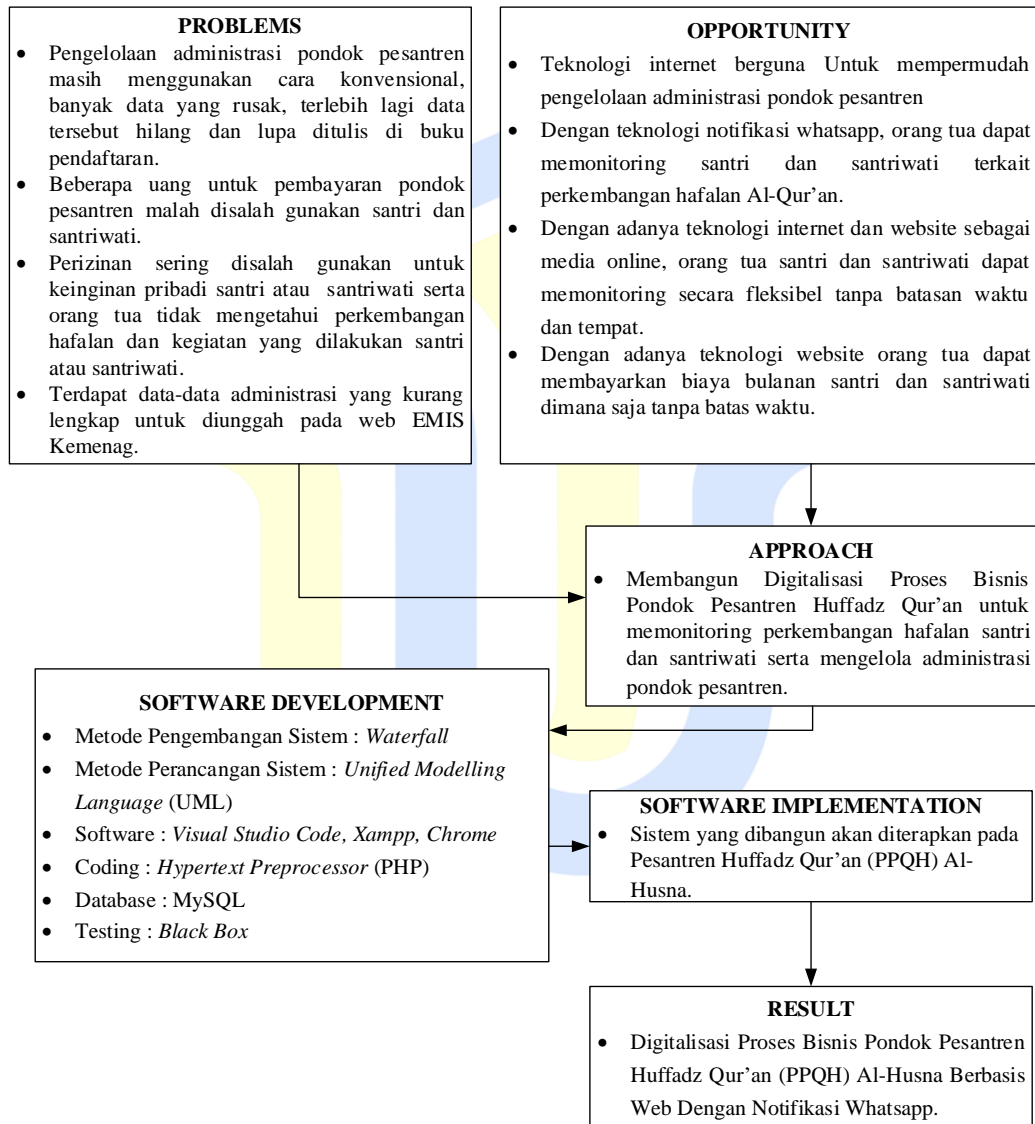 PROBLEMS
• Pengelolaan administrasi pondok pesantren
masih menggunakan cara konvensional,
banyak data yang rusak, terlebih lagi data
tersebut hilang dan lupa ditulis di buku
pendaftaran.
• Beberapa uang untuk pembayaran pondok
pesantren malah disalah gunakan santri dan
santriwati.
• Perizinan sering disalah gunakan untuk
keinginan pribadi santri atau santriwati serta
orang tua tidak mengetahui perkembangan
hafalan dan kegiatan yang dilakukan santri
atau santriwati.
• Terdapat data-data administrasi yang kurang
lengkap untuk diunggah pada web EMIS
Kemenag.
OPPORTUNITY
• Teknologi internet berguna Untuk mempermudah
pengelolaan administrasi pondok pesantren
• Dengan teknologi notifikasi whatsapp, orang tua dapat
memonitoring santri dan santriwati terkait
perkembangan hafalan Al-Qur’an.
• Dengan adanya teknologi internet dan website sebagai
media online, orang tua santri dan santriwati dapat
memonitoring secara fleksibel tanpa batasan waktu
dan tempat.
• Dengan adanya teknologi website orang tua dapat
membayarkan biaya bulanan santri dan santriwati
dimana saja tanpa batas waktu.
APPROACH
• Membangun Digitalisasi Proses Bisnis
Pondok Pesantren Huffadz Qur’an untuk
memonitoring perkembangan hafalan santri
dan santriwati serta mengelola administrasi
pondok pesantren.
SOFTWARE DEVELOPMENT
• Metode Pengembangan Sistem : Waterfall
• Metode Perancangan Sistem : Unified Modelling
Language (UML)
• Software : Visual Studio Code, Xampp, Chrome
• Coding : Hypertext Preprocessor (PHP)
• Database : MySQL
• Testing : Black Box
SOFTWARE IMPLEMENTATION
• Sistem yang dibangun akan diterapkan pada
Pesantren Huffadz Qur’an (PPQH) Al-
Husna.
RESULT
• Digitalisasi Proses Bisnis Pondok Pesantren
Huffadz Qur’an (PPQH) Al-Husna Berbasis
Web Dengan Notifikasi Whatsapp.